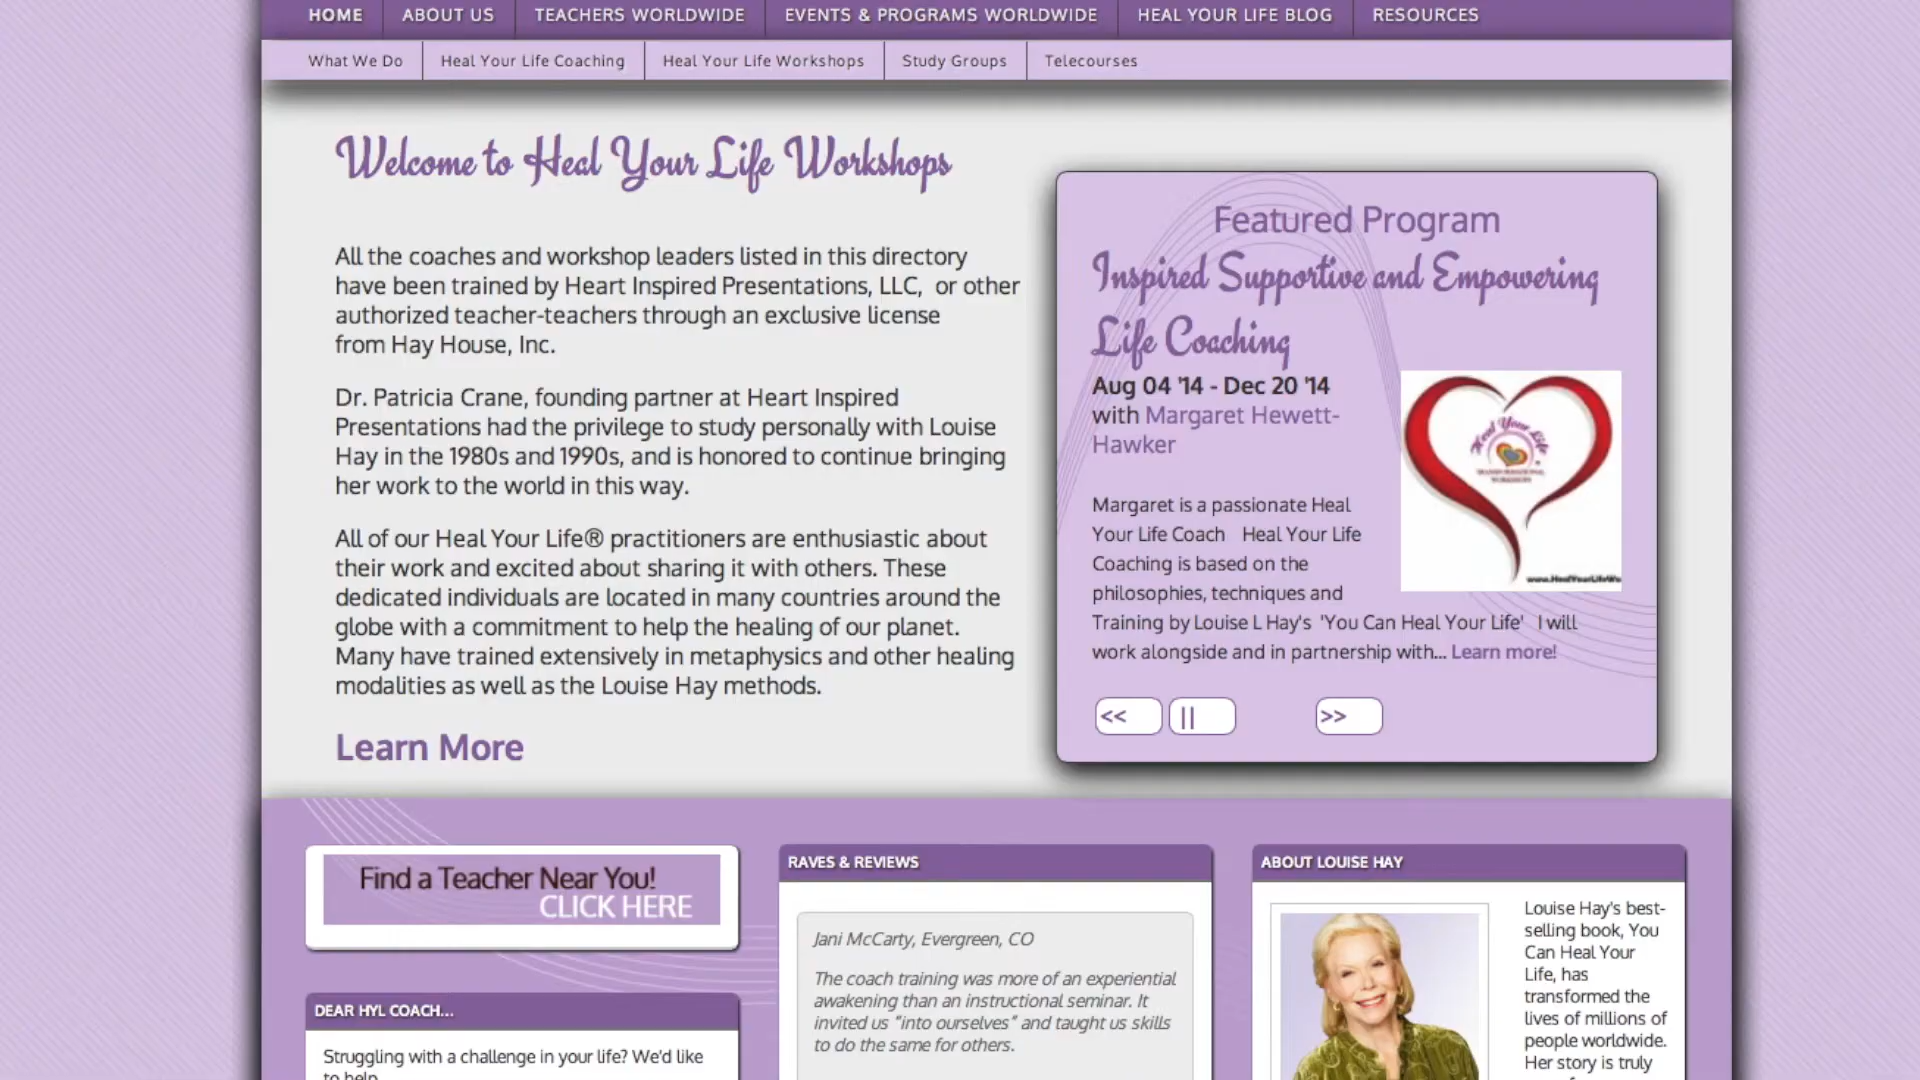 HOME ABOUT US TEACHERS WORLDWIDE EVENTS & PROGRAMS WORLDWIDE HEAL YOUR LIFE BLOG RESOURCES
What We Do Heal Your Life Coaching Heal Your Life Workshops Study Groups Telecourses
Welcome to Heal Your Life Workshops
All the coaches and workshop leaders listed in this directory
have been trained by Heart Inspired Presentations, LLC, or other
authorized teacher-teachers through an exclusive license
from Hay House, Inc.
Dr. Patricia Crane, founding partner at Heart Inspired
Presentations had the privilege to study personally with Louise
Hay in the 1980s and 1990s, and is honored to continue bringing
her work to the world in this way.
All of our Heal Your Life® practitioners are enthusiastic about
their work and excited about sharing it with others. These
dedicated individuals are located in many countries around the
globe with a commitment to help the healing of our planet.
Many have trained extensively in metaphysics and other healing
modalities as well as the Louise Hay methods.
Learn More
Featured Program
Inspired Supportive and Empowering
Life Coaching
Aug 04 '14 - Dec 20 '14
with Margaret Hewett-
Hawker
Heal Your Life
www.HealYourLifeWo
Margaret is a passionate Heal
Your Life Coach Heal Your Life
Coaching is based on the
philosophies, techniques and
Training by Louise L Hay's 'You Can Heal Your Life' I will
work alongside and in partnership with... Learn more!
<< || >>
Find a Teacher Near You!
CLICK HERE
DEAR HYL COACH...
Struggling with a challenge in your life? We'd like
to help
RAVES & REVIEWS
Jani McCarty, Evergreen, CO
The coach training was more of an experiential
awakening than an instructional seminar. It
invited us "into ourselves" and taught us skills
to do the same for others.
ABOUT LOUISE HAY
Louise Hay's best-
selling book, You
Can Heal Your
Life, has
transformed the
lives of millions of
people worldwide.
Her story is truly